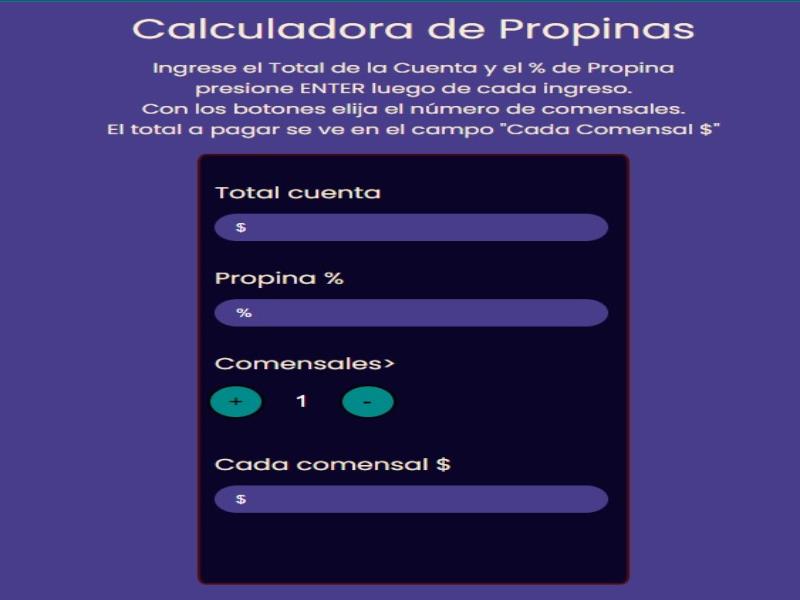 Calculadora de Propinas
Ingrese el Total de la Cuenta y el % de Propina
presione ENTER luego de cada ingreso.
Con los botones elija el número de comensales.
El total a pagar se ve en el campo "Cada Comensal $"
Total cuenta
$
Propina %
%
Comensales>
+ 1 -
Cada comensal $
$